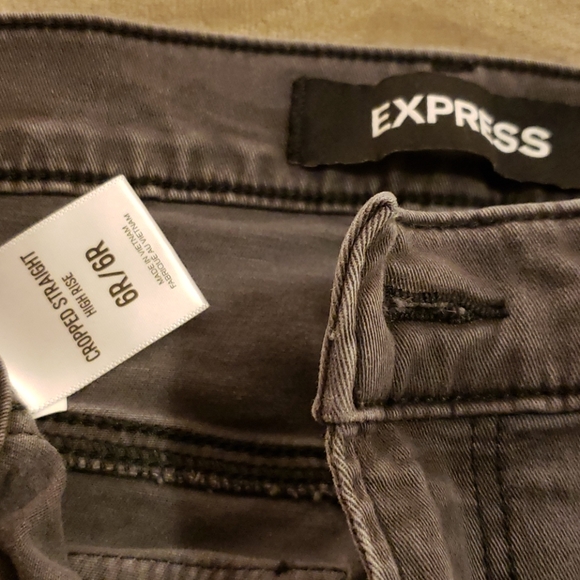 EXPRESS
CROPPED STRAIGHT
HIGH RISE
6R/6R
MADE IN VIETNAM
FABRIQUÉ AU VIETNAM